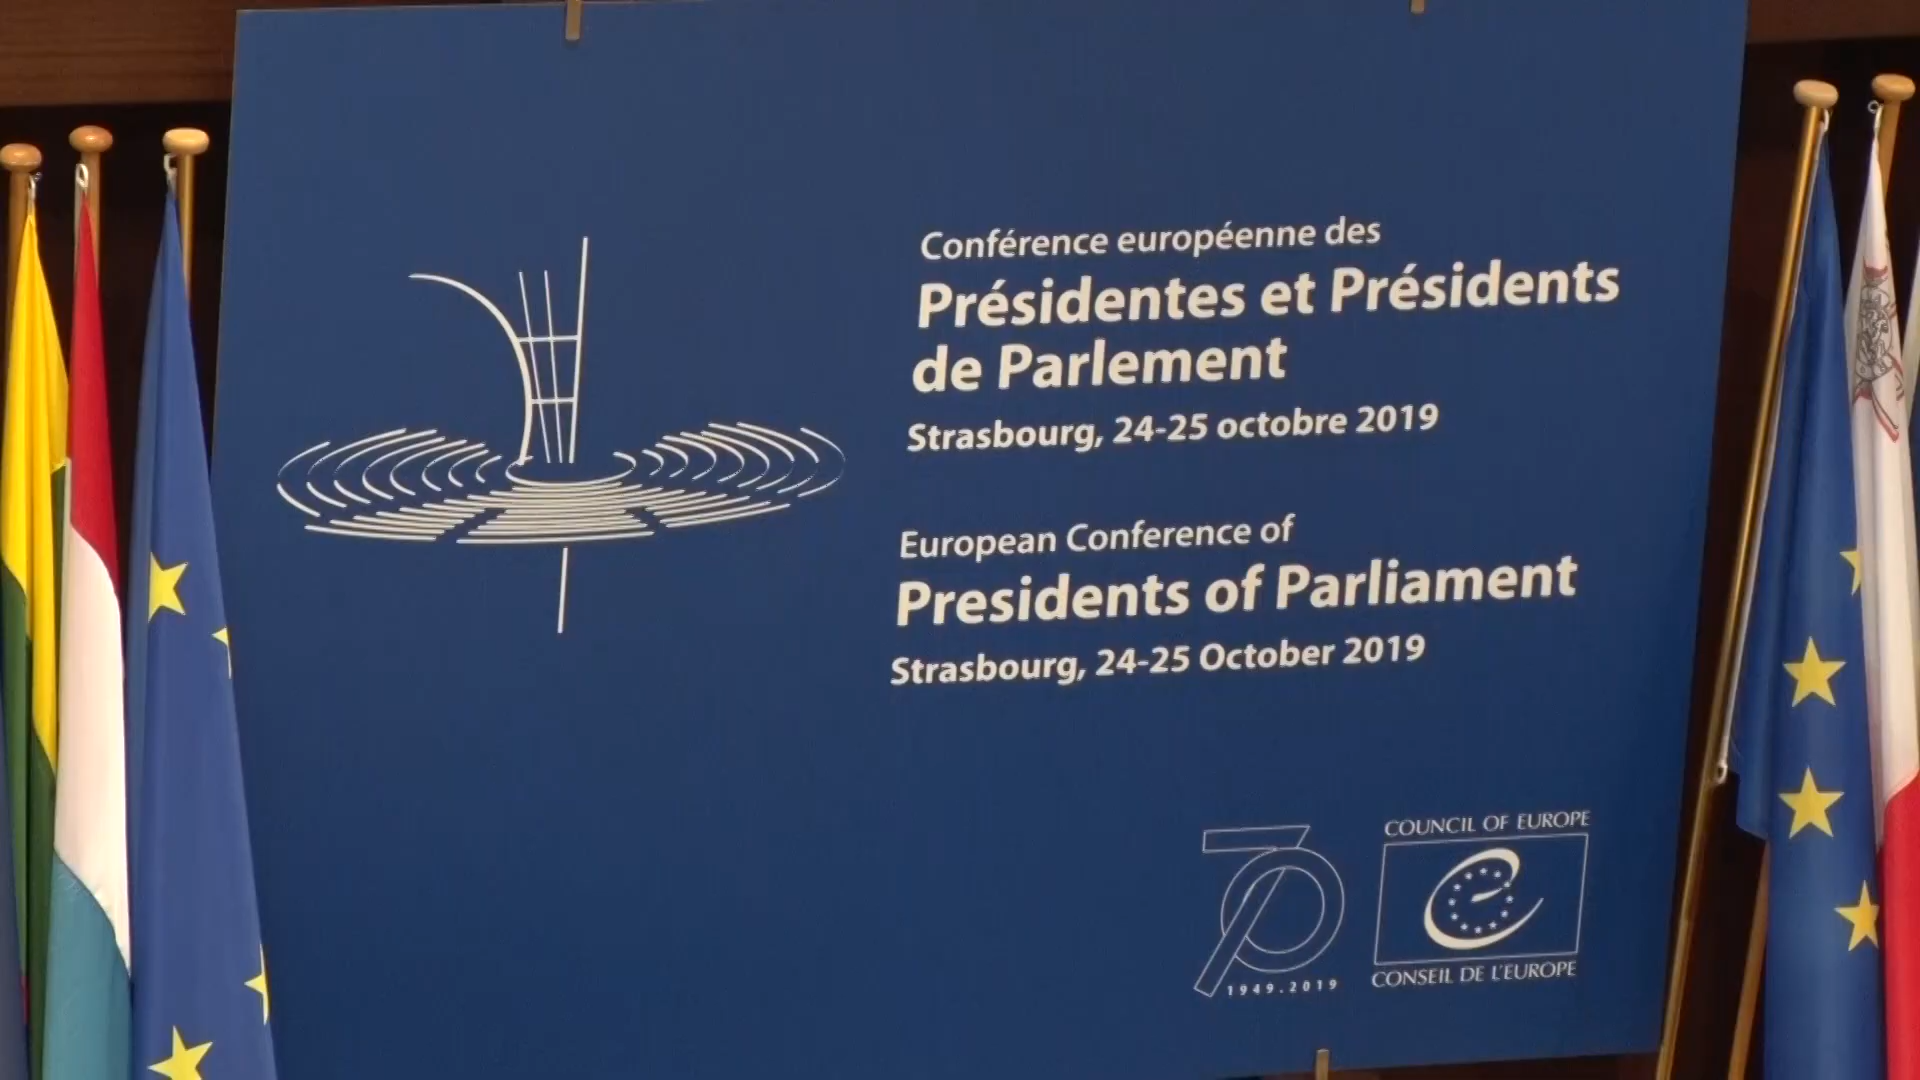 Conférence européenne des
Présidentes et Présidents
de Parlement
Strasbourg, 24-25 octobre 2019
European Conference of
Presidents of Parliament
Strasbourg, 24-25 October 2019
70
1949.2019
COUNCIL OF EUROPE
CONSEIL DE L'EUROPE